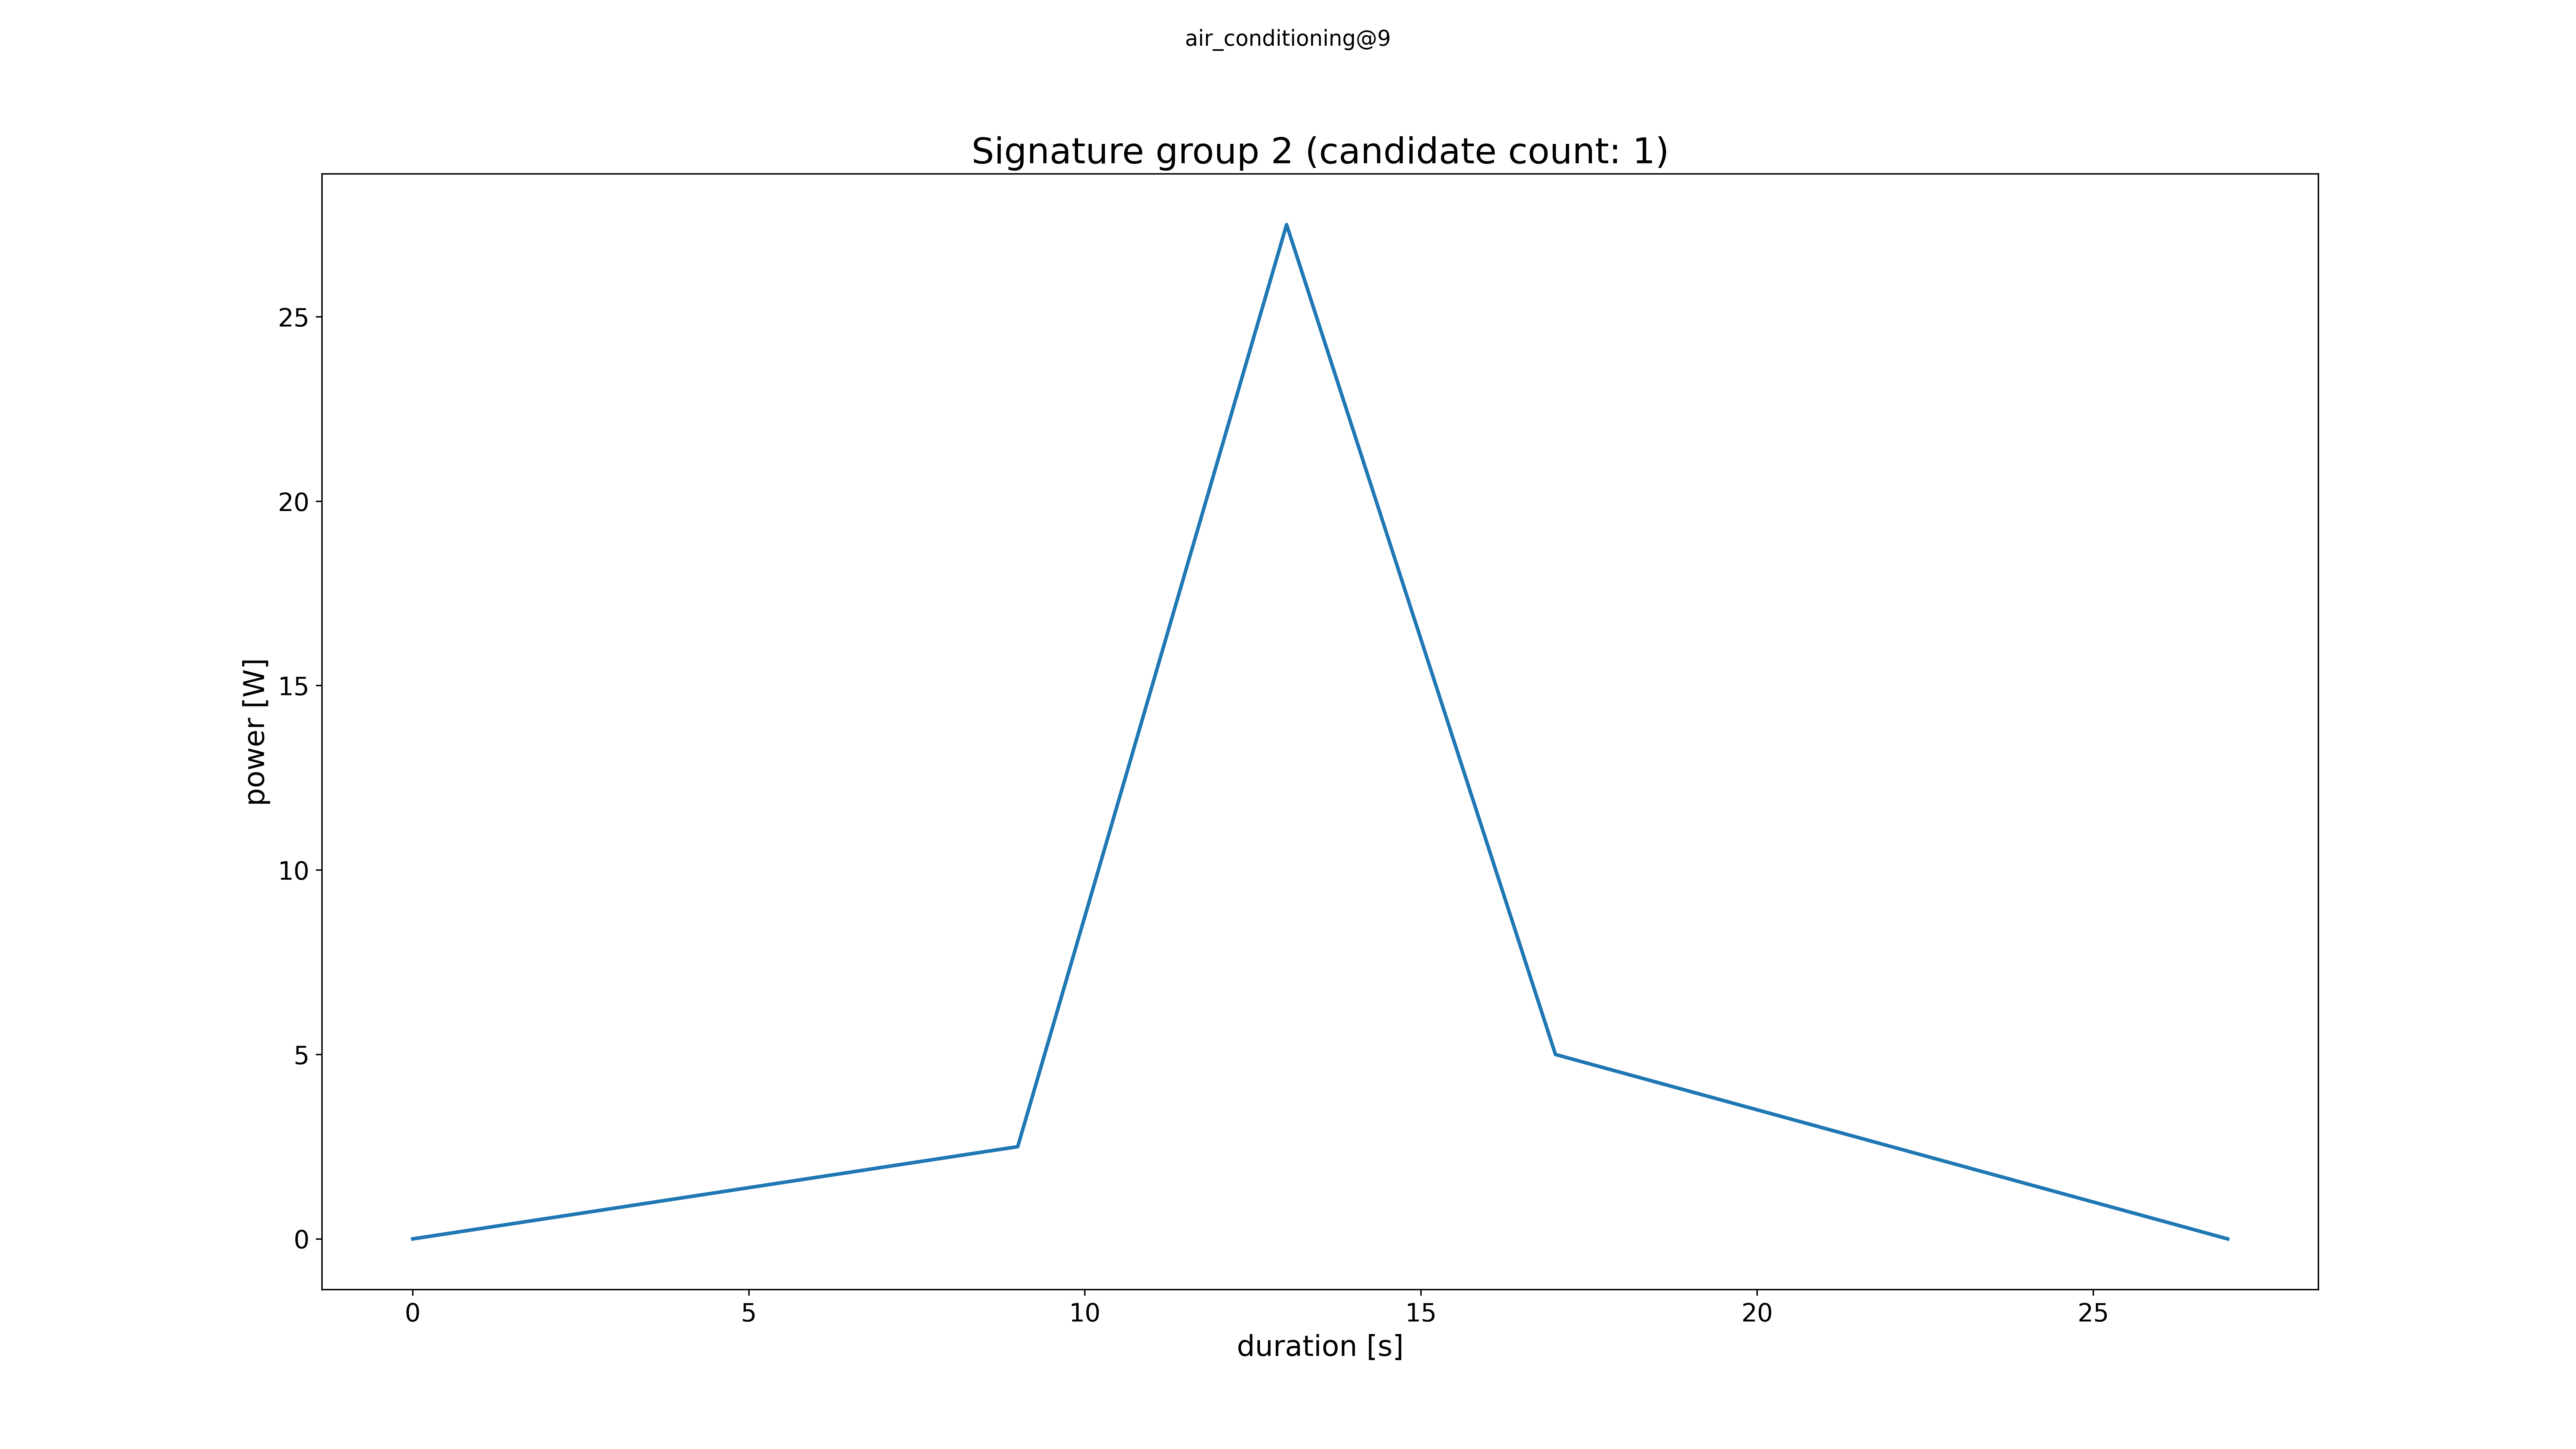 air_conditioning@9
Signature group 2 (candidate count: 1)
power [W]
25
20
15
10
5
0
0 5 10 15 20 25
duration [s]